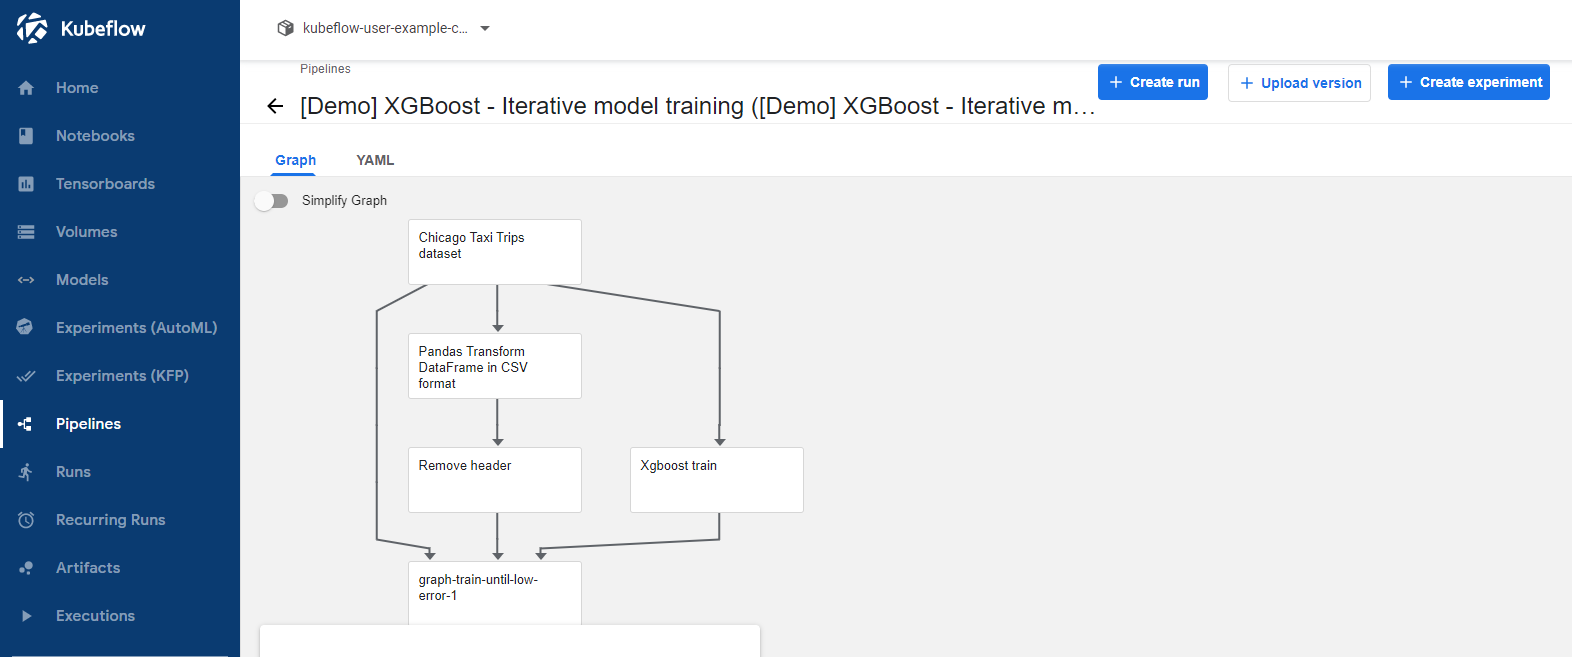 Kubeflow
kubeflow-user-example-c...
Home
Notebooks
Tensorboards
Volumes
Models
Experiments (AutoML)
Experiments (KFP)
Pipelines
Runs
Recurring Runs
Artifacts
Executions
Pipelines
[Demo] XGBoost - Iterative model training ([Demo] XGBoost - Iterative m...
+ Create run
+ Upload version
+ Create experiment
Graph
YAML
Simplify Graph
Chicago Taxi Trips
dataset
Pandas Transform
DataFrame in CSV
format
Remove header
Xgboost train
graph-train-until-low-
error-1